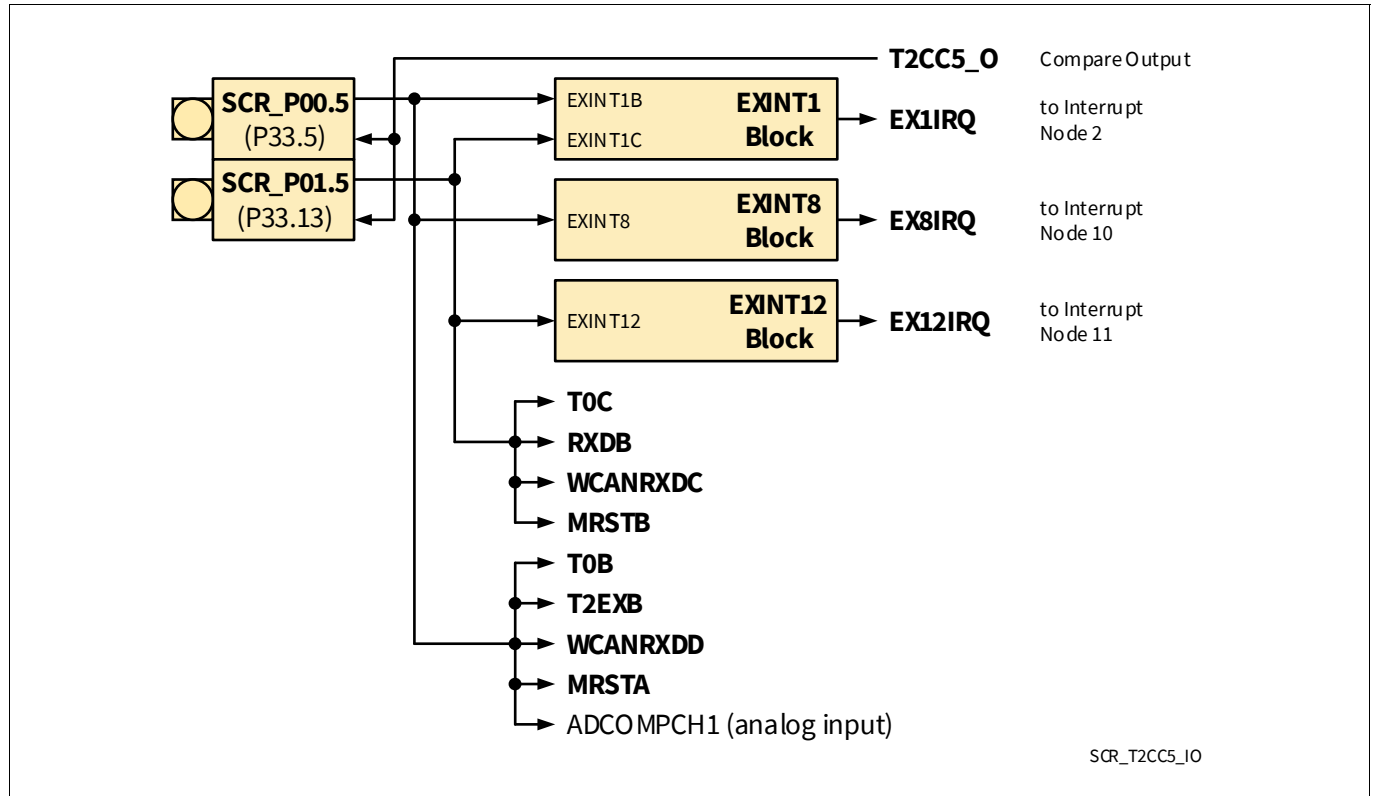 T2CC5_O Compare Output
SCR_P00.5
(P33.5)
SCR_P01.5
(P33.13)
EXINT1B
EXINT1C
EXINT1
Block
EX1IRQ
to Interrupt
Node 2
EXINT8
EXINT8
Block
EX8IRQ
to Interrupt
Node 10
EXINT12
EXINT12
Block
EX12IRQ
to Interrupt
Node 11
T0C
RXDB
WCANRXDC
MRSTB
T0B
T2EXB
WCANRXDD
MRSTA
ADCOMPCH1 (analog input)
SCR_T2CC5_IO